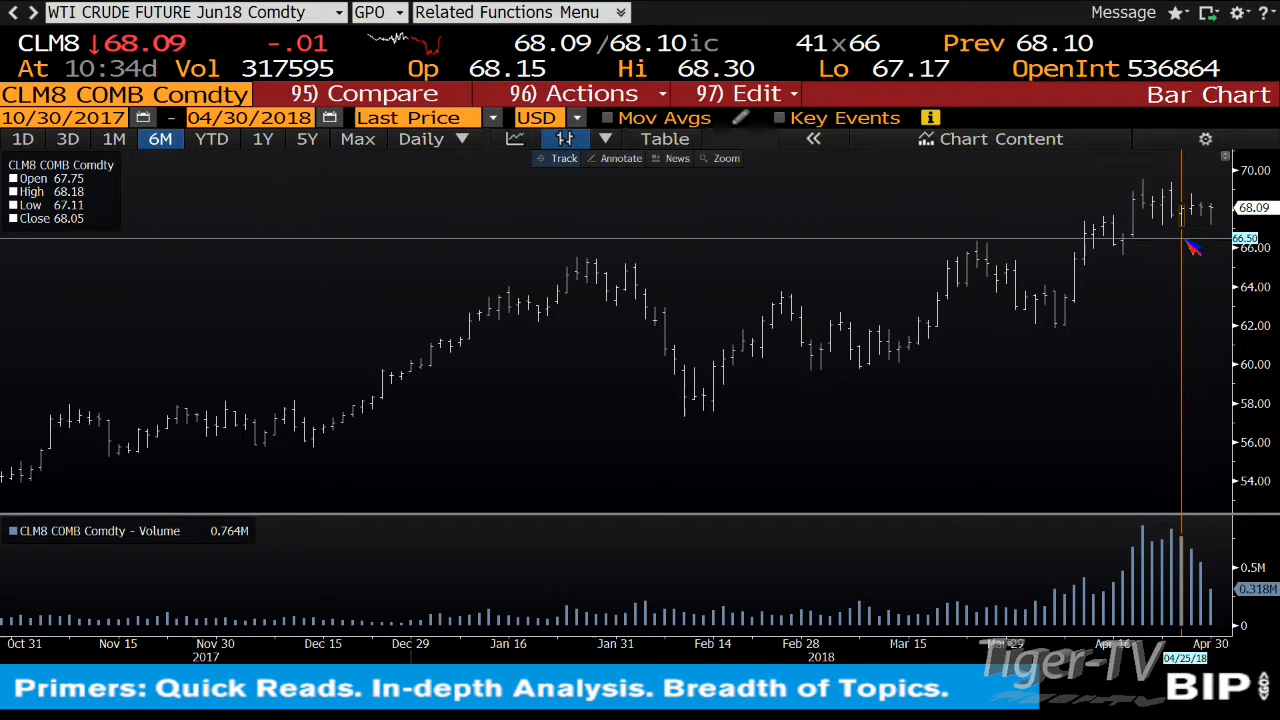 WTI CRUDE FUTURE Jun18 Comdty GPO Related Functions Menu Message ?
CLM8 ↓68.09 -.01 68.09/68.10ic 41x66 Prev 68.10
At 10:34d Vol 317595 Op 68.15 Hi 68.30 Lo 67.17 OpenInt 536864
CLM8 COMB Comdty 95) Compare 96) Actions 97) Edit Bar Chart
10/30/2017 - 04/30/2018 Last Price USD Mov Avgs Key Events i
1D 3D 1M 6M YTD 1Y 5Y Max Daily Table « Chart Content
Track Annotate News Zoom
CLM8 COMB Comdty
Open 67.75
High 68.18
Low 67.11
Close 68.05
70.00
68.09
66.50
66.00
64.00
62.00
60.00
58.00
56.00
54.00
CLM8 COMB Comdty - Volume 0.764M
0.5M
0.318M
0
Oct 31 Nov 15 Nov 30 Dec 15 Dec 29 Jan 16 Jan 31 Feb 14 Feb 28 Mar 15 Mar 29 Apr 16 Apr 30
2017 2018 04/25/18
Tiger-TV
Primers: Quick Reads. In-depth Analysis. Breadth of Topics.
BIP GO